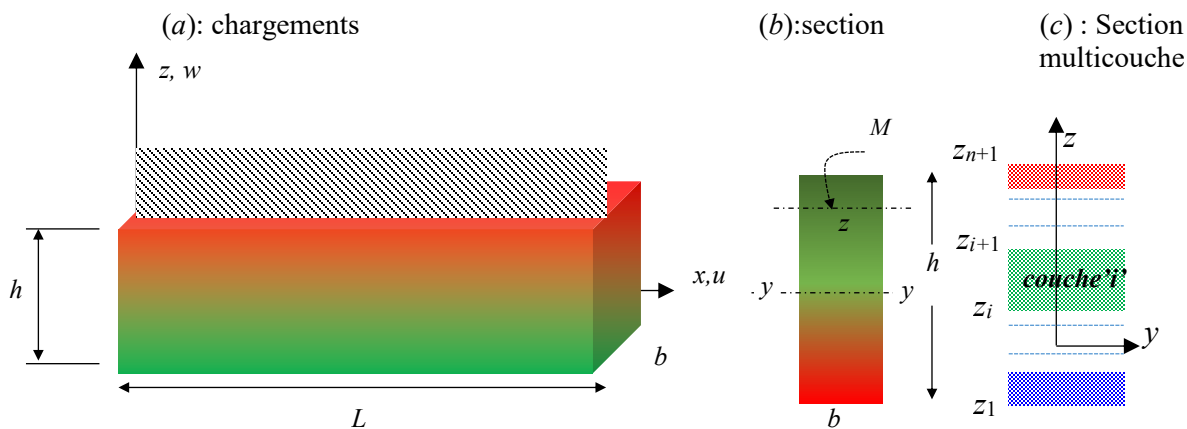 (a): chargements
z, w
h
x,u
b
L
(b):section
M
z
y
y
h
b
(c) : Section
multicouche
z
zn+1
zi+1
couche'i'
zi
y
z1